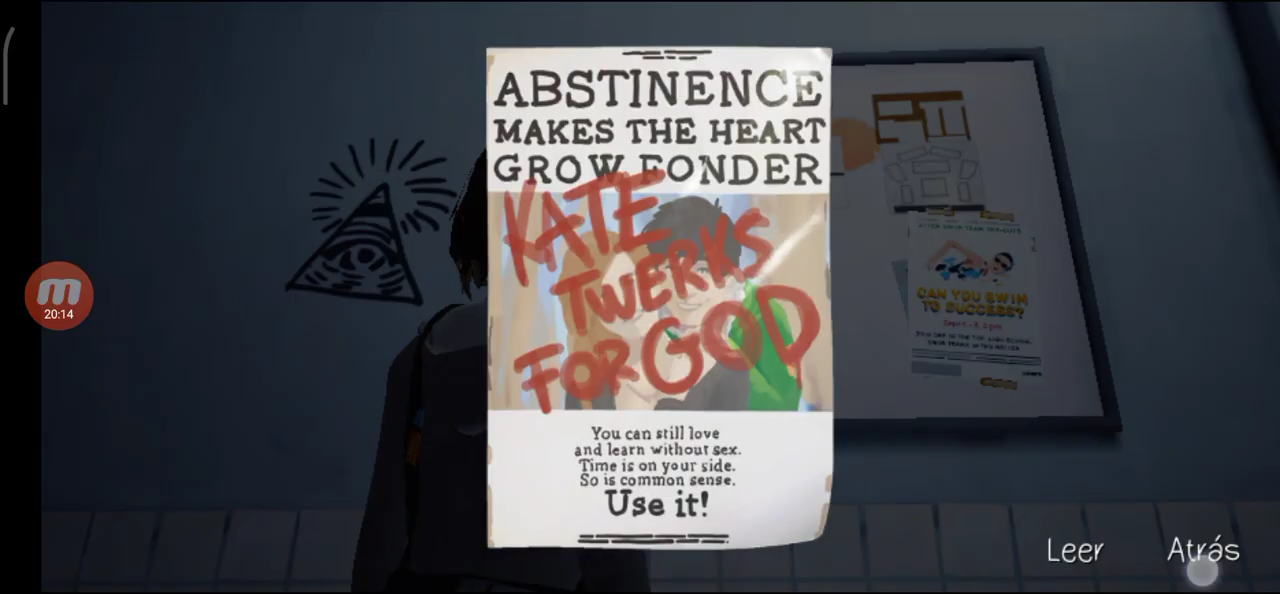 ABSTINENCE
MAKES THE HEART
GROW FONDER
KATE
TWERKS
FOR GOD
You can still love
and learn without sex.
Time is on your side.
So is common sense.
Use it!
CAN YOU SWIM
TO SUCCESS?
20:14
Leer
Atrás